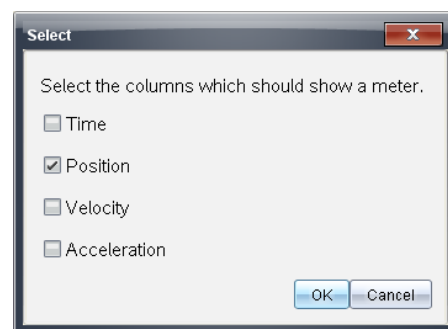 Select
Select the columns which should show a meter.
Time
Position
Velocity
Acceleration
OK Cancel